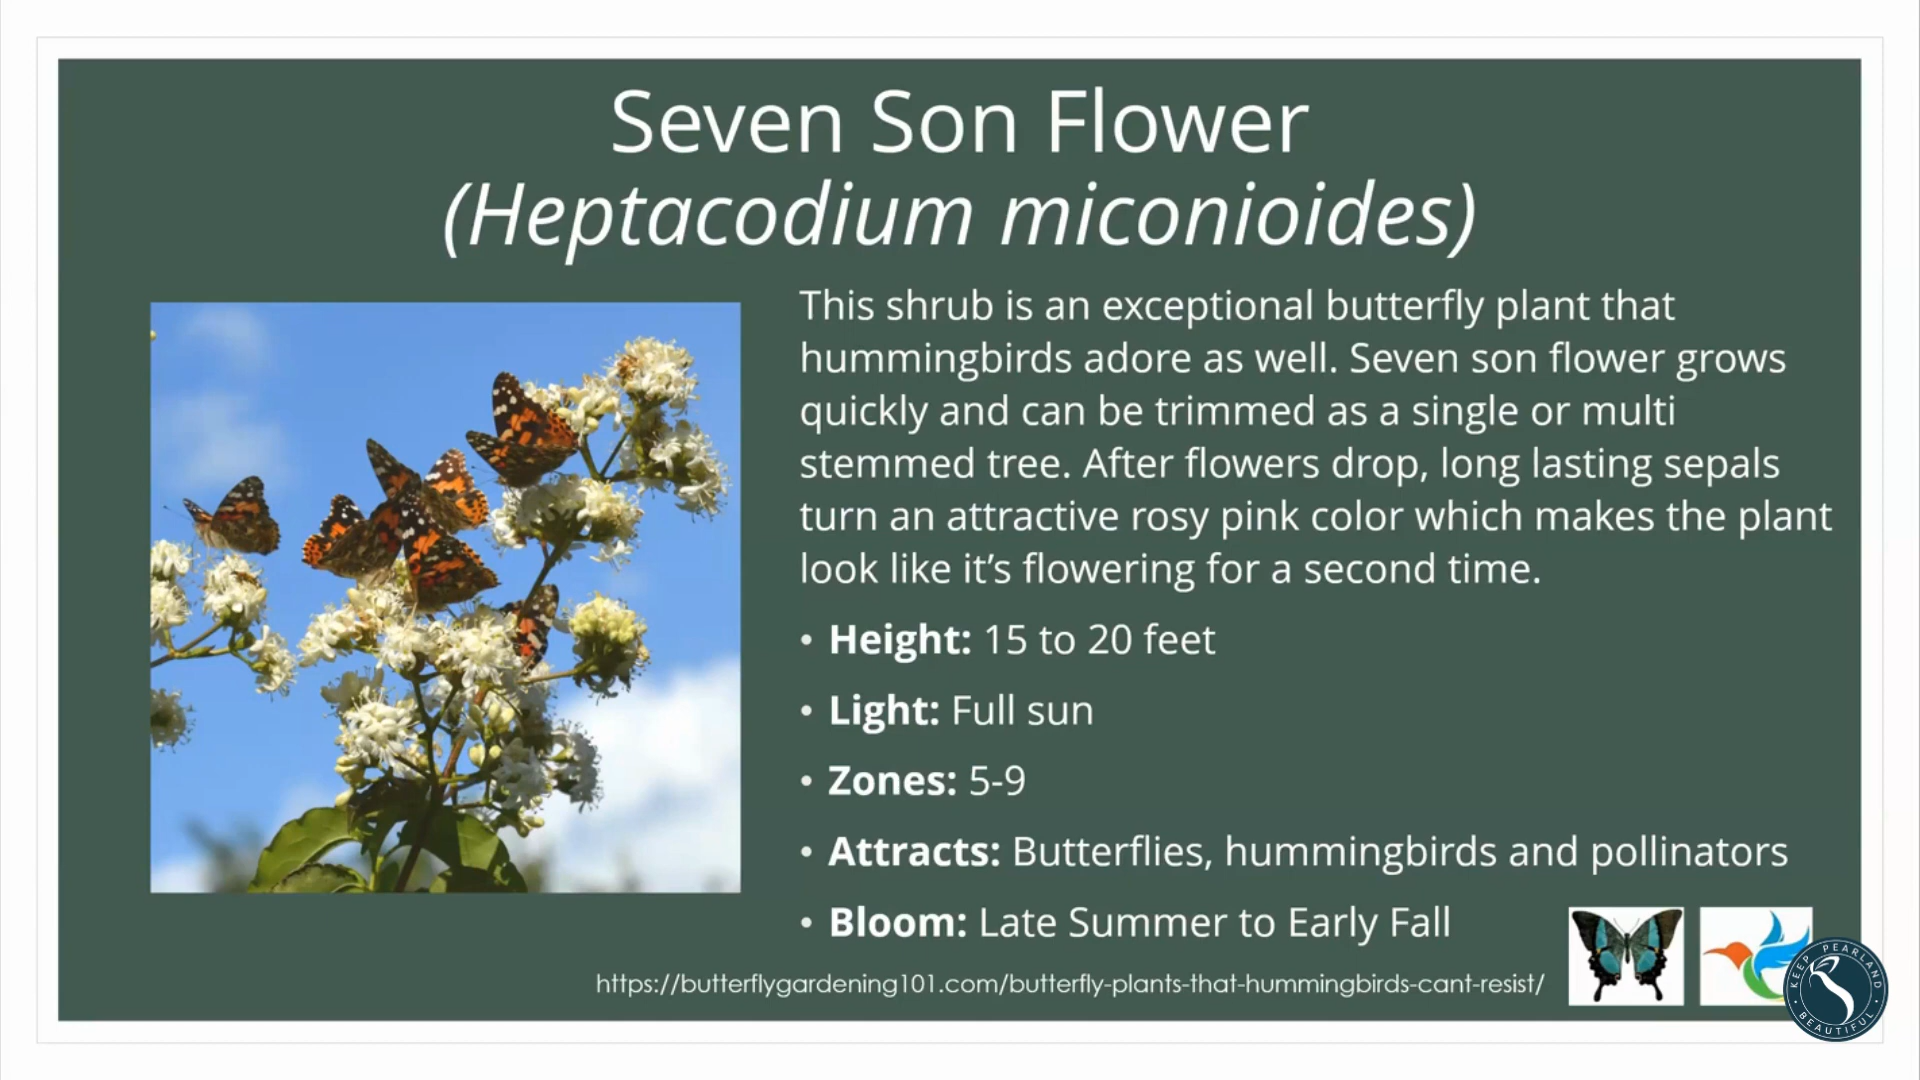 Seven Son Flower
(Heptacodium miconioides)
This shrub is an exceptional butterfly plant that
hummingbirds adore as well. Seven son flower grows
quickly and can be trimmed as a single or multi
stemmed tree. After flowers drop, long lasting sepals
turn an attractive rosy pink color which makes the plant
look like it’s flowering for a second time.
• Height: 15 to 20 feet
• Light: Full sun
• Zones: 5-9
• Attracts: Butterflies, hummingbirds and pollinators
• Bloom: Late Summer to Early Fall
https://butterflygardening101.com/butterfly-plants-that-hummingbirds-cant-resist/
KEEP PEARLAND
BEAUTIFUL